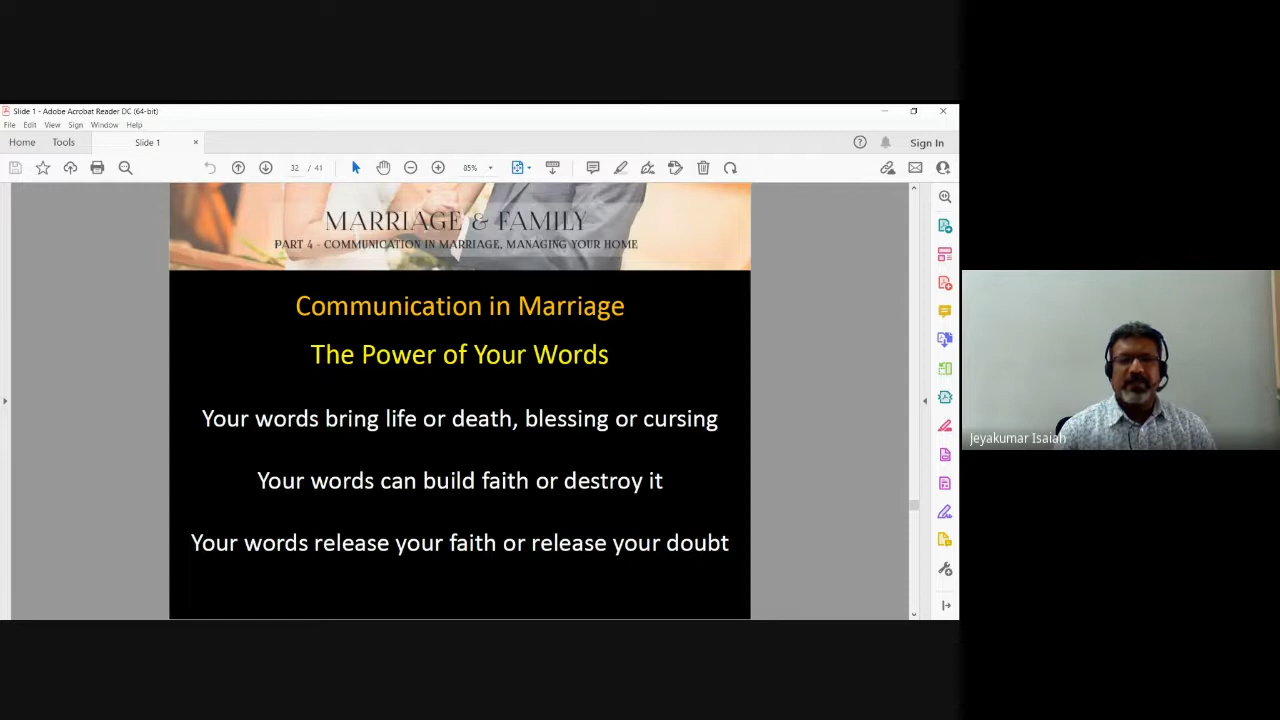 Slide 1 - Adobe Acrobat Reader DC (64-bit)
File Edit View Sign Window Help
Home Tools Slide 1 × Sign In
32 / 41 85%
MARRIAGE & FAMILY
PART 4 - COMMUNICATION IN MARRIAGE, MANAGING YOUR HOME
Communication in Marriage
The Power of Your Words
Your words bring life or death, blessing or cursing
Your words can build faith or destroy it
Your words release your faith or release your doubt
Jeyakumar Isaiah